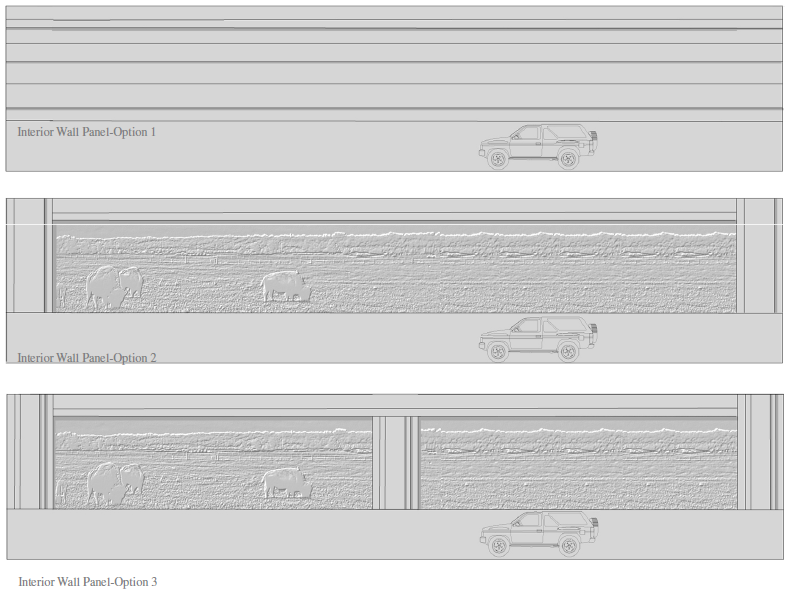 Interior Wall Panel-Option 1
Interior Wall Panel-Option 2
Interior Wall Panel-Option 3